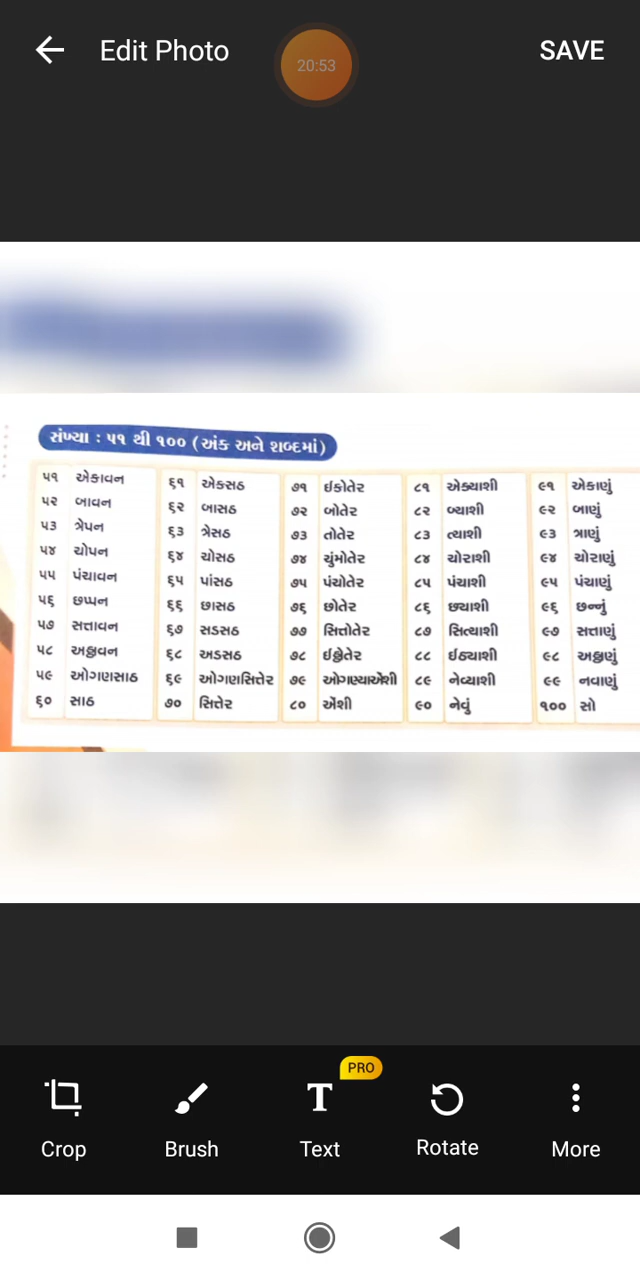 Edit Photo
20:53
SAVE
સંખ્યા : ૫૧ થી ૧૦૦ (અંક અને શબ્દમાં)
૫૧ એકાવન ૬૧ એકસઠ ૭૧ ઇકોતેર ૮૧ એક્યાશી ૯૧ એકાણું
૫૨ બાવન ૬૨ બાસઠ ૭૨ બોતેર ૮૨ બ્યાશી ૯૨ બાણું
૫૩ ત્રેપન ૬૩ ત્રેસઠ ૭૩ તોતેર ૮૩ ત્યાશી ૯૩ ત્રાણું
૫૪ ચોપન ૬૪ ચોસઠ ૭૪ ચુંમોતેર ૮૪ ચોરાશી ૯૪ ચોરાણું
૫૫ પંચાવન ૬૫ પાંસઠ ૭૫ પંચોતેર ૮૫ પંચાશી ૯૫ પંચાણું
૫૬ છપ્પન ૬૬ છાસઠ ૭૬ છોતેર ૮૬ છ્યાશી ૯૬ છન્નું
૫૭ સત્તાવન ૬૭ સડસઠ ૭૭ સિત્તોતેર ૮૭ સિત્યાશી ૯૭ સત્તાણું
૫૮ અઠ્ઠાવન ૬૮ અડસઠ ૭૮ ઇઠ્ઠોતેર ૮૮ ઇઠ્યાશી ૯૮ અઠ્ઠાણું
૫૯ ઓગણસાઠ ૬૯ ઓગણસિત્તેર ૭૯ ઓગણ્યાએંશી ૮૯ નેવ્યાશી ૯૯ નવાણું
૬૦ સાઠ ૭૦ સિત્તેર ૮૦ એંશી ૯૦ નેવું ૧૦૦ સો
PRO
Crop Brush Text Rotate More